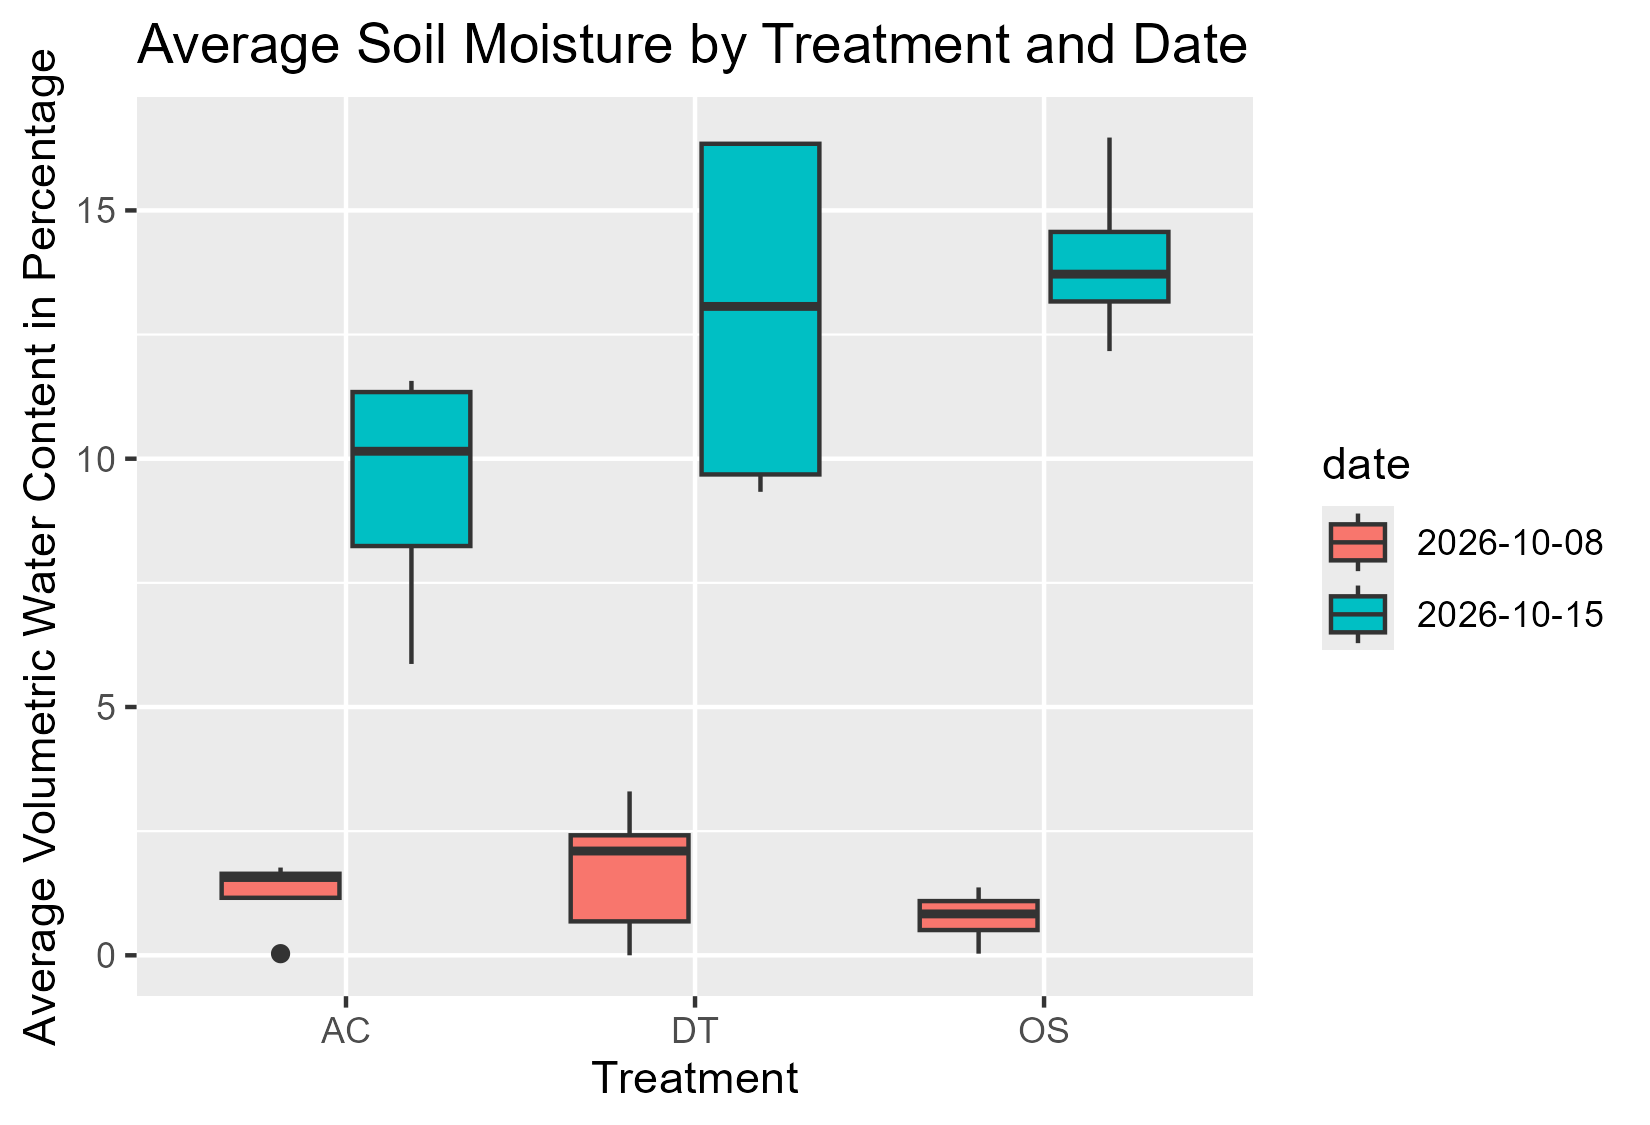 Average Soil Moisture by Treatment and Date
Average Volumetric Water Content in Percentage
15
10
5
0
AC
DT
OS
Treatment
date
2026-10-08
2026-10-15